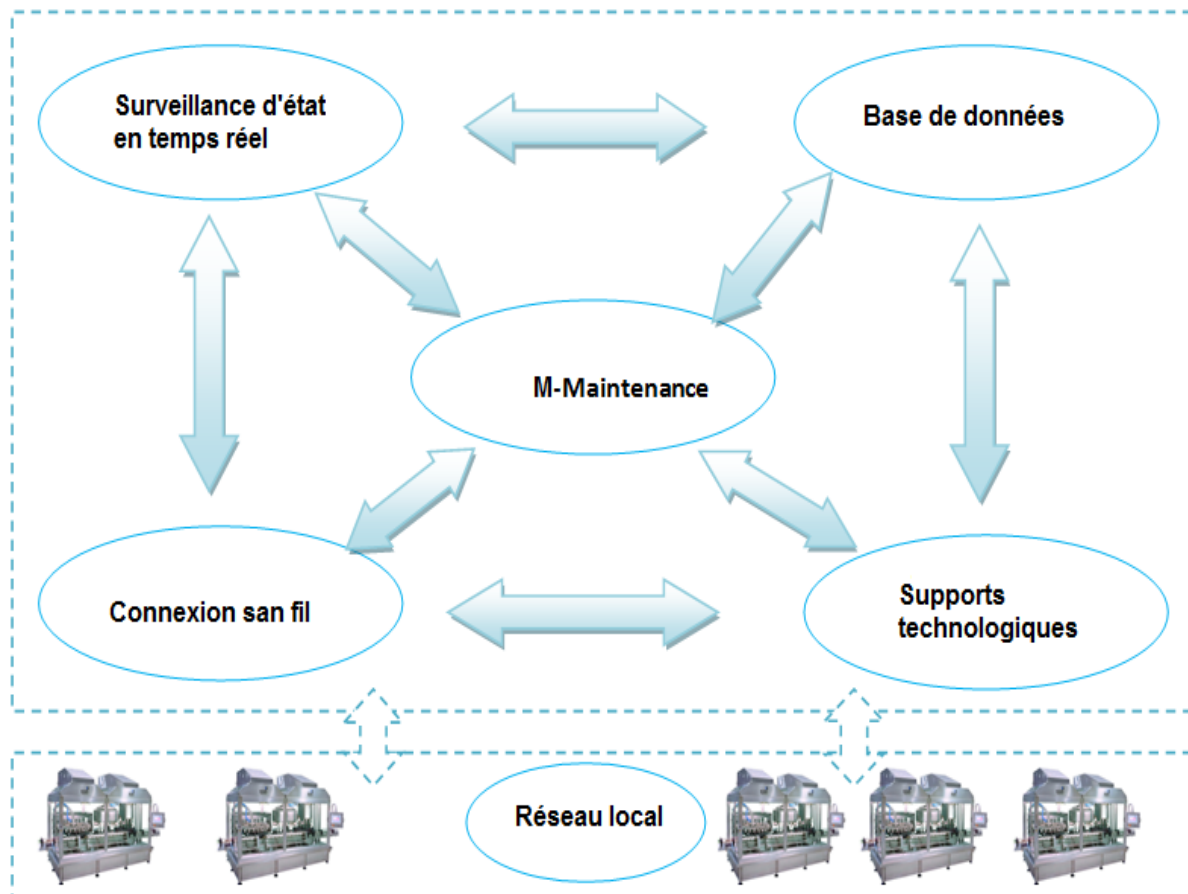 Surveillance d'état
en temps réel
Base de données
M-Maintenance
Connexion san fil
Supports
technologiques
Réseau local